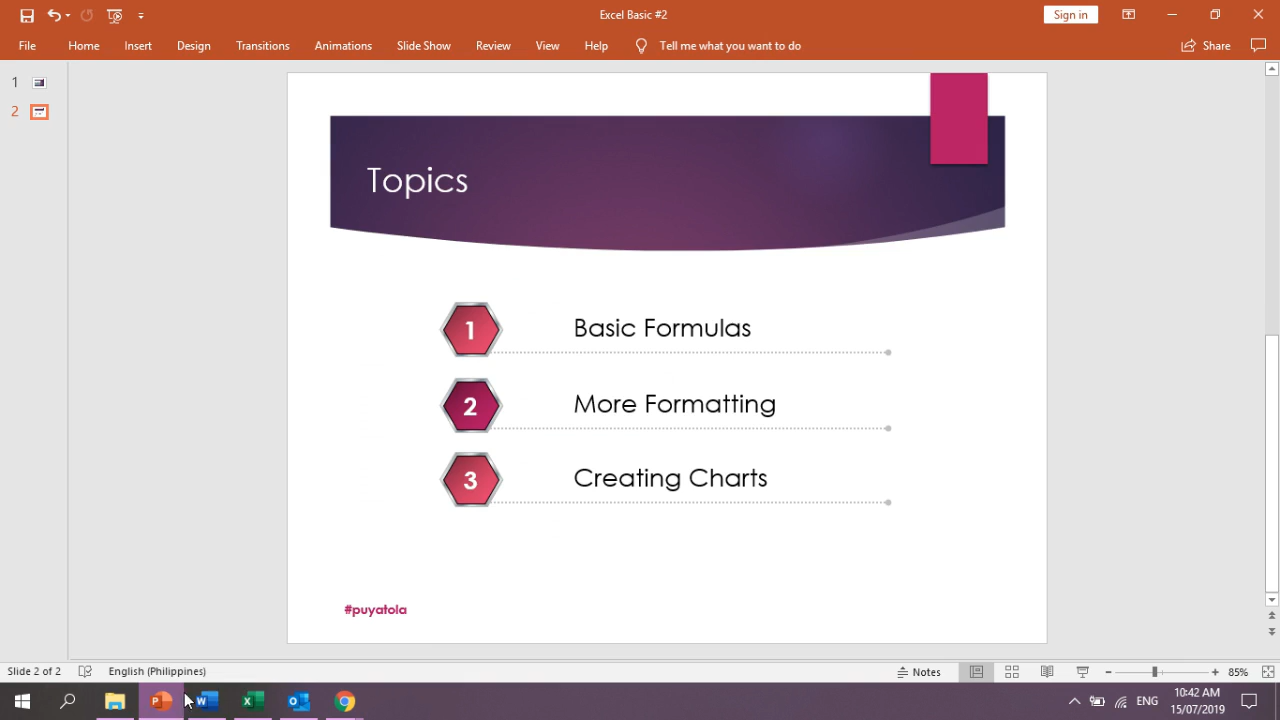 Excel Basic #2
Sign in
File Home Insert Design Transitions Animations Slide Show Review View Help Tell me what you want to do Share
1
2
Topics
1 Basic Formulas
2 More Formatting
3 Creating Charts
#puyatola
Slide 2 of 2 English (Philippines) Notes 85%
ENG 10:42 AM
15/07/2019